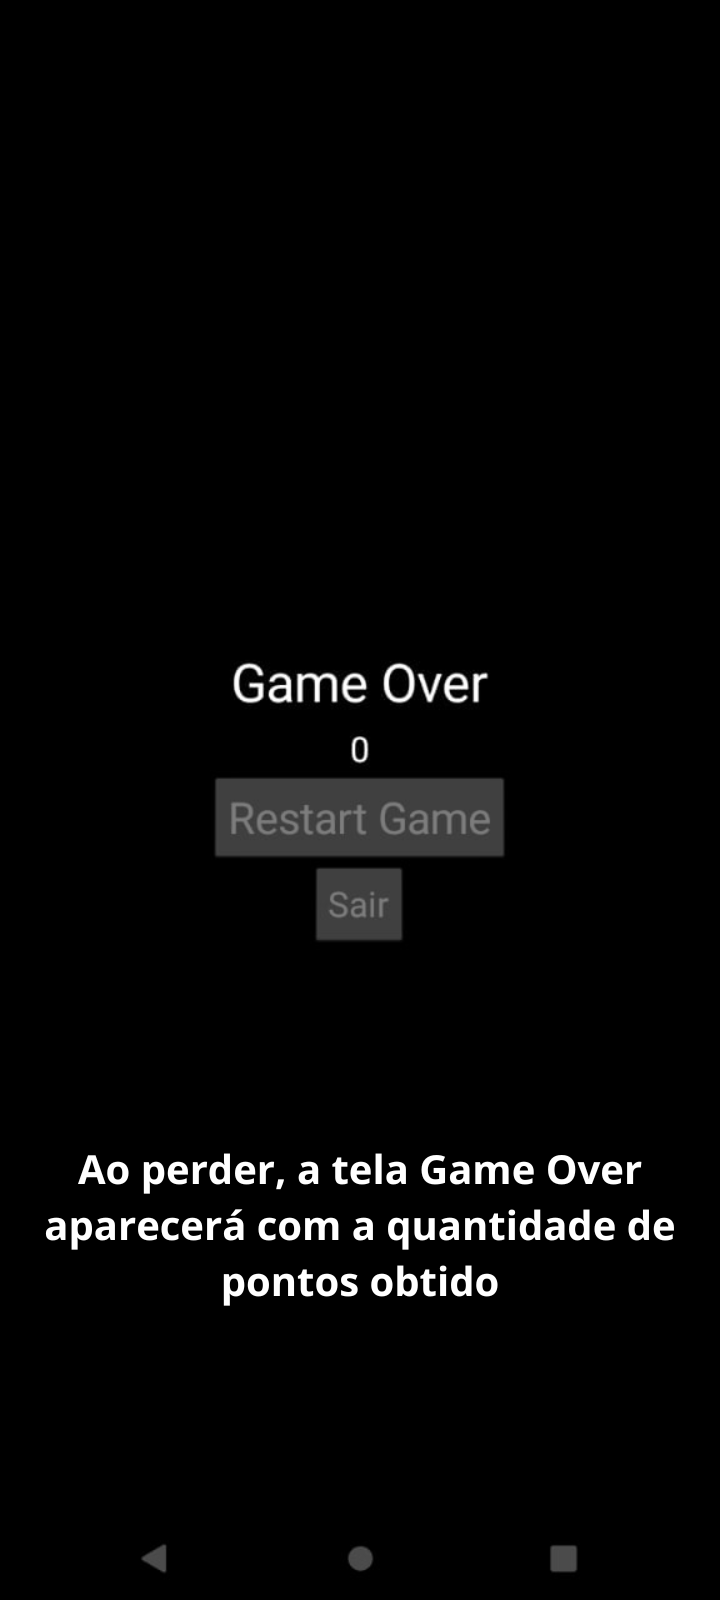 Game Over
0
Restart Game
Sair
Ao perder, a tela Game Over
aparecerá com a quantidade de
pontos obtido